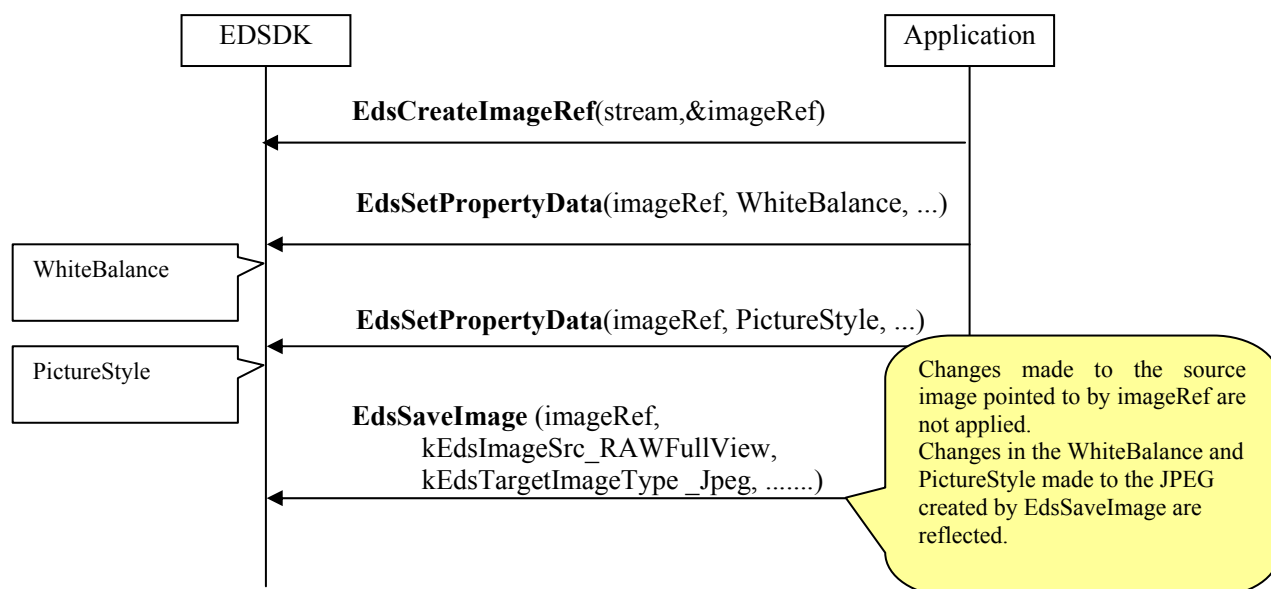 EDSDK
Application
EdsCreateImageRef(stream,&imageRef)
EdsSetPropertyData(imageRef, WhiteBalance, ...)
WhiteBalance
EdsSetPropertyData(imageRef, PictureStyle, ...)
PictureStyle
EdsSaveImage (imageRef,
kEdsImageSrc_RAWFullView,
kEdsTargetImageType _Jpeg, .......)
Changes made to the source
image pointed to by imageRef are
not applied.
Changes in the WhiteBalance and
PictureStyle made to the JPEG
created by EdsSaveImage are
reflected.